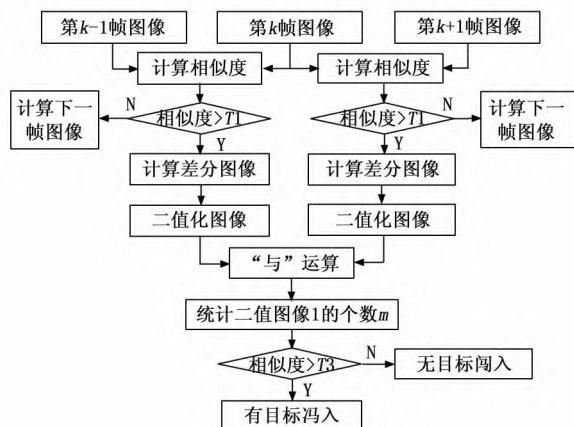 第k-1帧图像
第k帧图像
第k+1帧图像
计算相似度
计算相似度
计算下一
帧图像
N
相似度>T1
相似度>T1
N
计算下一
帧图像
Y
Y
计算差分图像
计算差分图像
二值化图像
二值化图像
“与”运算
统计二值图像1的个数m
相似度>T3
N
无目标闯入
Y
有目标冯入